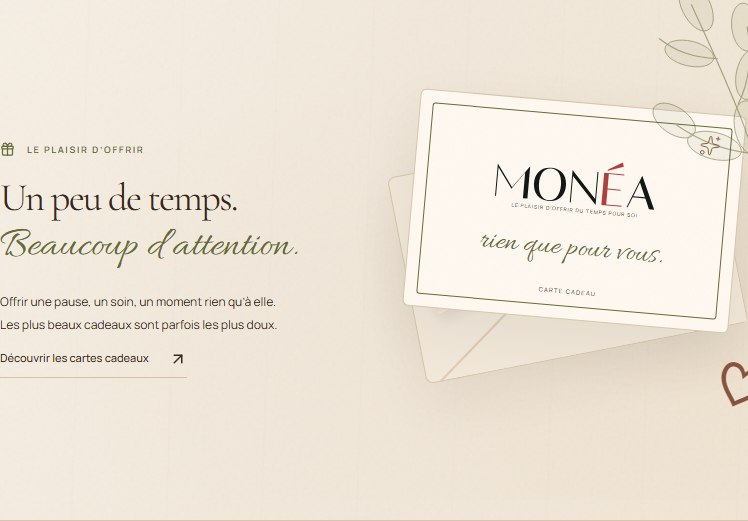 LE PLAISIR D'OFFRIR
Un peu de temps.
Beaucoup d'attention.
Offrir une pause, un soin, un moment rien qu'à elle.
Les plus beaux cadeaux sont parfois les plus doux.
Découvrir les cartes cadeaux
MONÉA
LE PLAISIR D'OFFRIR DU TEMPS POUR SOI
rien que pour vous.
CARTE CADEAU